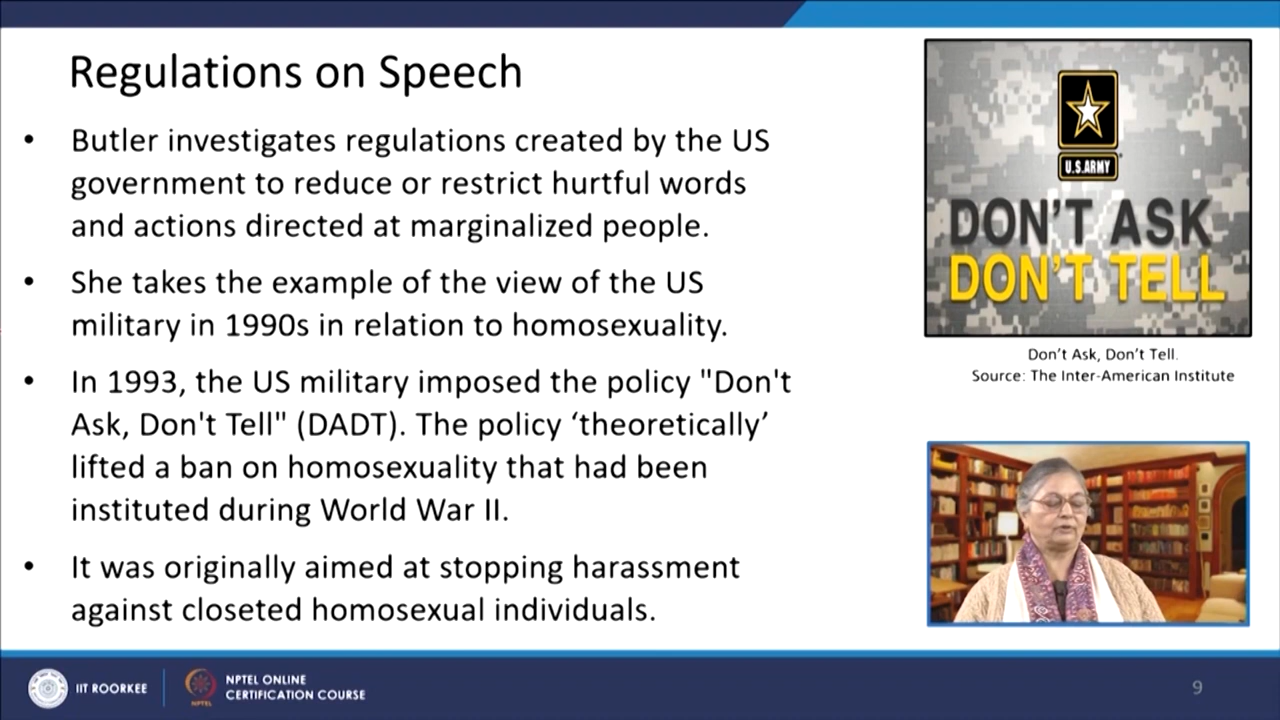 Regulations on Speech
• Butler investigates regulations created by the US
government to reduce or restrict hurtful words
and actions directed at marginalized people.
• She takes the example of the view of the US
military in 1990s in relation to homosexuality.
• In 1993, the US military imposed the policy "Don't
Ask, Don't Tell" (DADT). The policy ‘theoretically’
lifted a ban on homosexuality that had been
instituted during World War II.
• It was originally aimed at stopping harassment
against closeted homosexual individuals.
U.S.ARMY
DON'T ASK
DON'T TELL
Don’t Ask, Don’t Tell.
Source: The Inter-American Institute
IIT ROORKEE
NPTEL
NPTEL ONLINE
CERTIFICATION COURSE
9